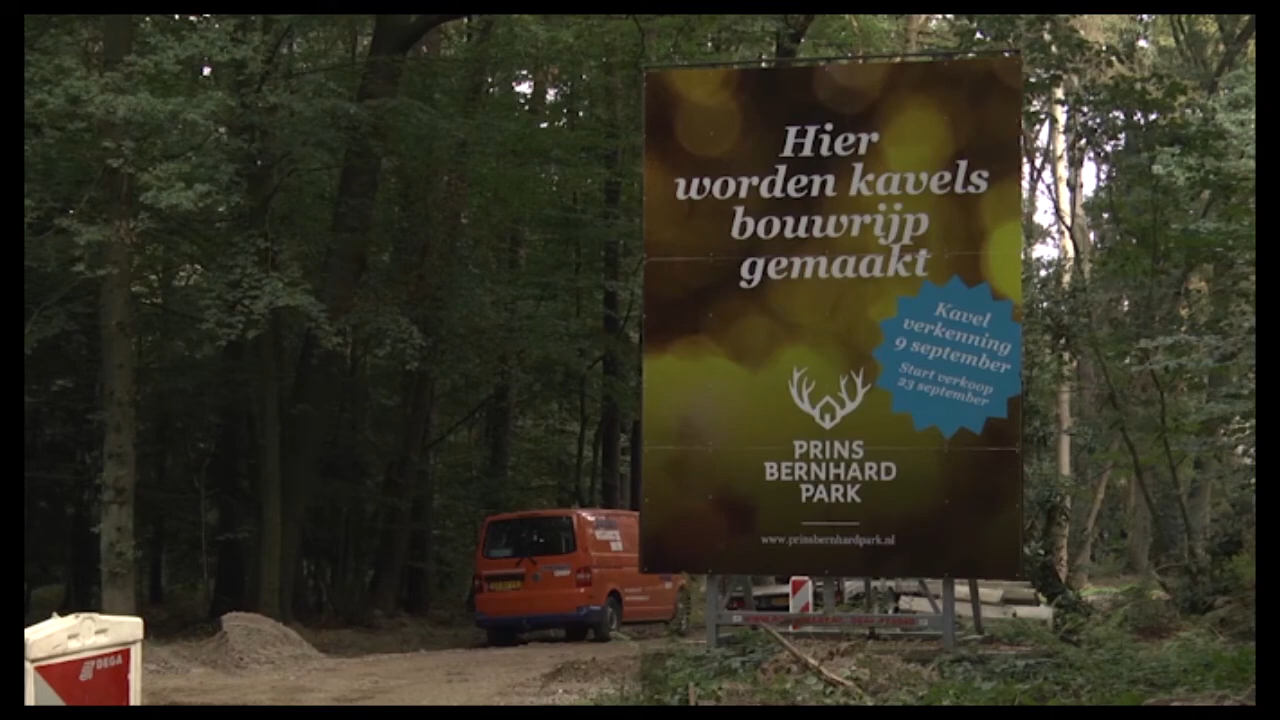 Hier
worden kavels
bouwrijp
gemaakt
Kavel
verkenning
9 september
Start verkoop
23 september
PRINS
BERNHARD
PARK
www.prinsbernhardpark.nl
DEGA